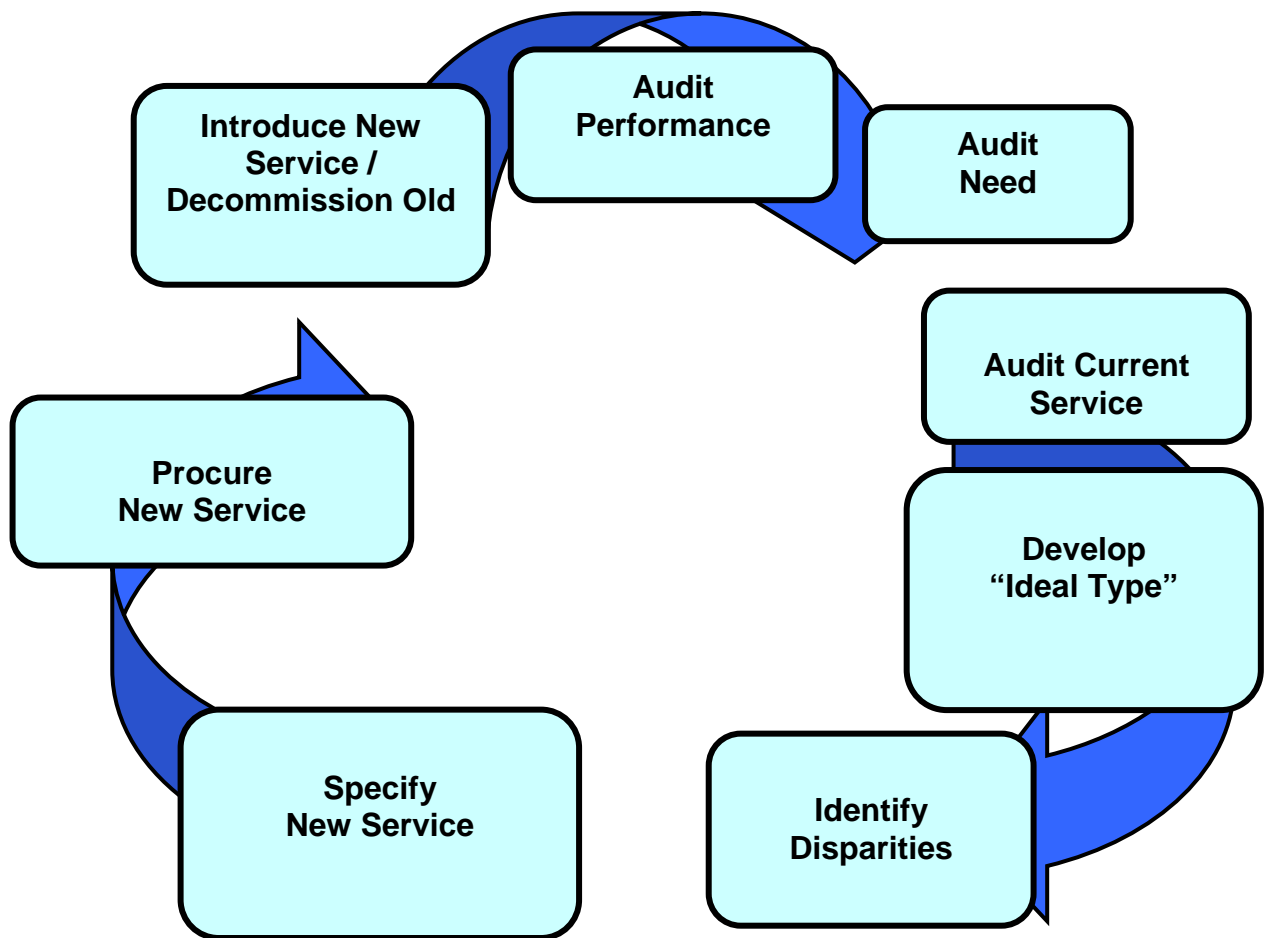 Audit
Performance
Introduce New
Service /
Decommission Old
Audit
Need
Audit Current
Service
Procure
New Service
Develop
“Ideal Type”
Specify
New Service
Identify
Disparities